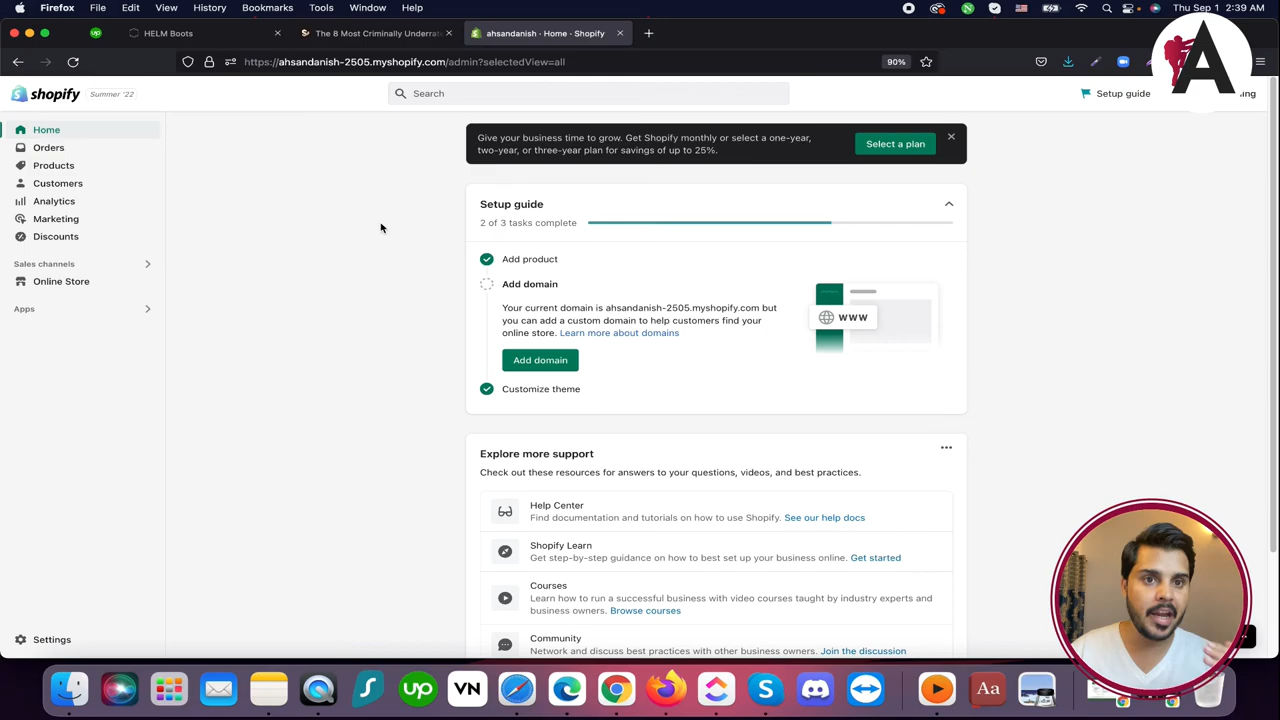 Firefox File Edit View History Bookmarks Tools Window Help
Thu Sep 1 2:39 AM
HELM Boots
The 8 Most Criminally Underrat
ahsandanish · Home · Shopify
https://ahsandanish-2505.myshopify.com/admin?selectedView=all
90%
shopify
Summer '22
Search
Setup guide
A
Home
Orders
Products
Customers
Analytics
Marketing
Discounts
Sales channels
Online Store
Apps
Settings
Give your business time to grow. Get Shopify monthly or select a one-year,
two-year, or three-year plan for savings of up to 25%.
Select a plan
Setup guide
2 of 3 tasks complete
Add product
Add domain
Your current domain is ahsandanish-2505.myshopify.com but
you can add a custom domain to help customers find your
online store. Learn more about domains
www
Add domain
Customize theme
Explore more support
Check out these resources for answers to your questions, videos, and best practices.
Help Center
Find documentation and tutorials on how to use Shopify. See our help docs
Shopify Learn
Get step-by-step guidance on how to best set up your business online. Get started
Courses
Learn how to run a successful business with video courses taught by industry experts and
business owners. Browse courses
Community
Network and discuss best practices with other business owners. Join the discussion
up
VN
Aa